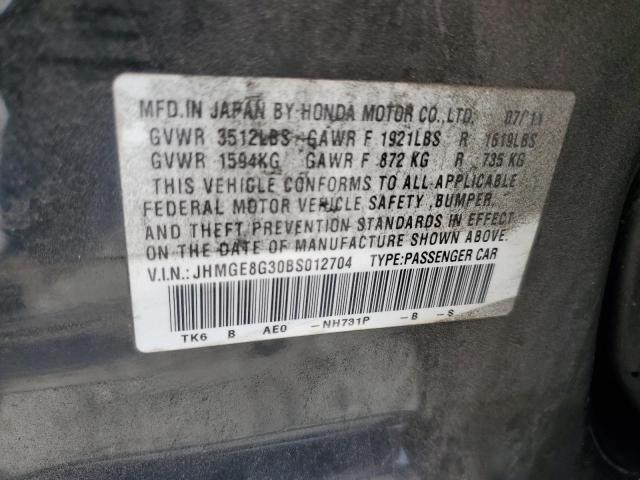 MFD.IN JAPAN BY HONDA MOTOR CO.,LTD. 07/11
GVWR 3512LBS GAWR F 1921LBS R 1619LBS
GVWR 1594KG GAWR F 872 KG R 735 KG
THIS VEHICLE CONFORMS TO ALL APPLICABLE
FEDERAL MOTOR VEHICLE SAFETY ,BUMPER,
AND THEFT PREVENTION STANDARDS IN EFFECT
ON THE DATE OF MANUFACTURE SHOWN ABOVE.
V.I.N.: JHMGE8G30BS012704 TYPE:PASSENGER CAR
TK6 B AE0 -NH731P -B -S